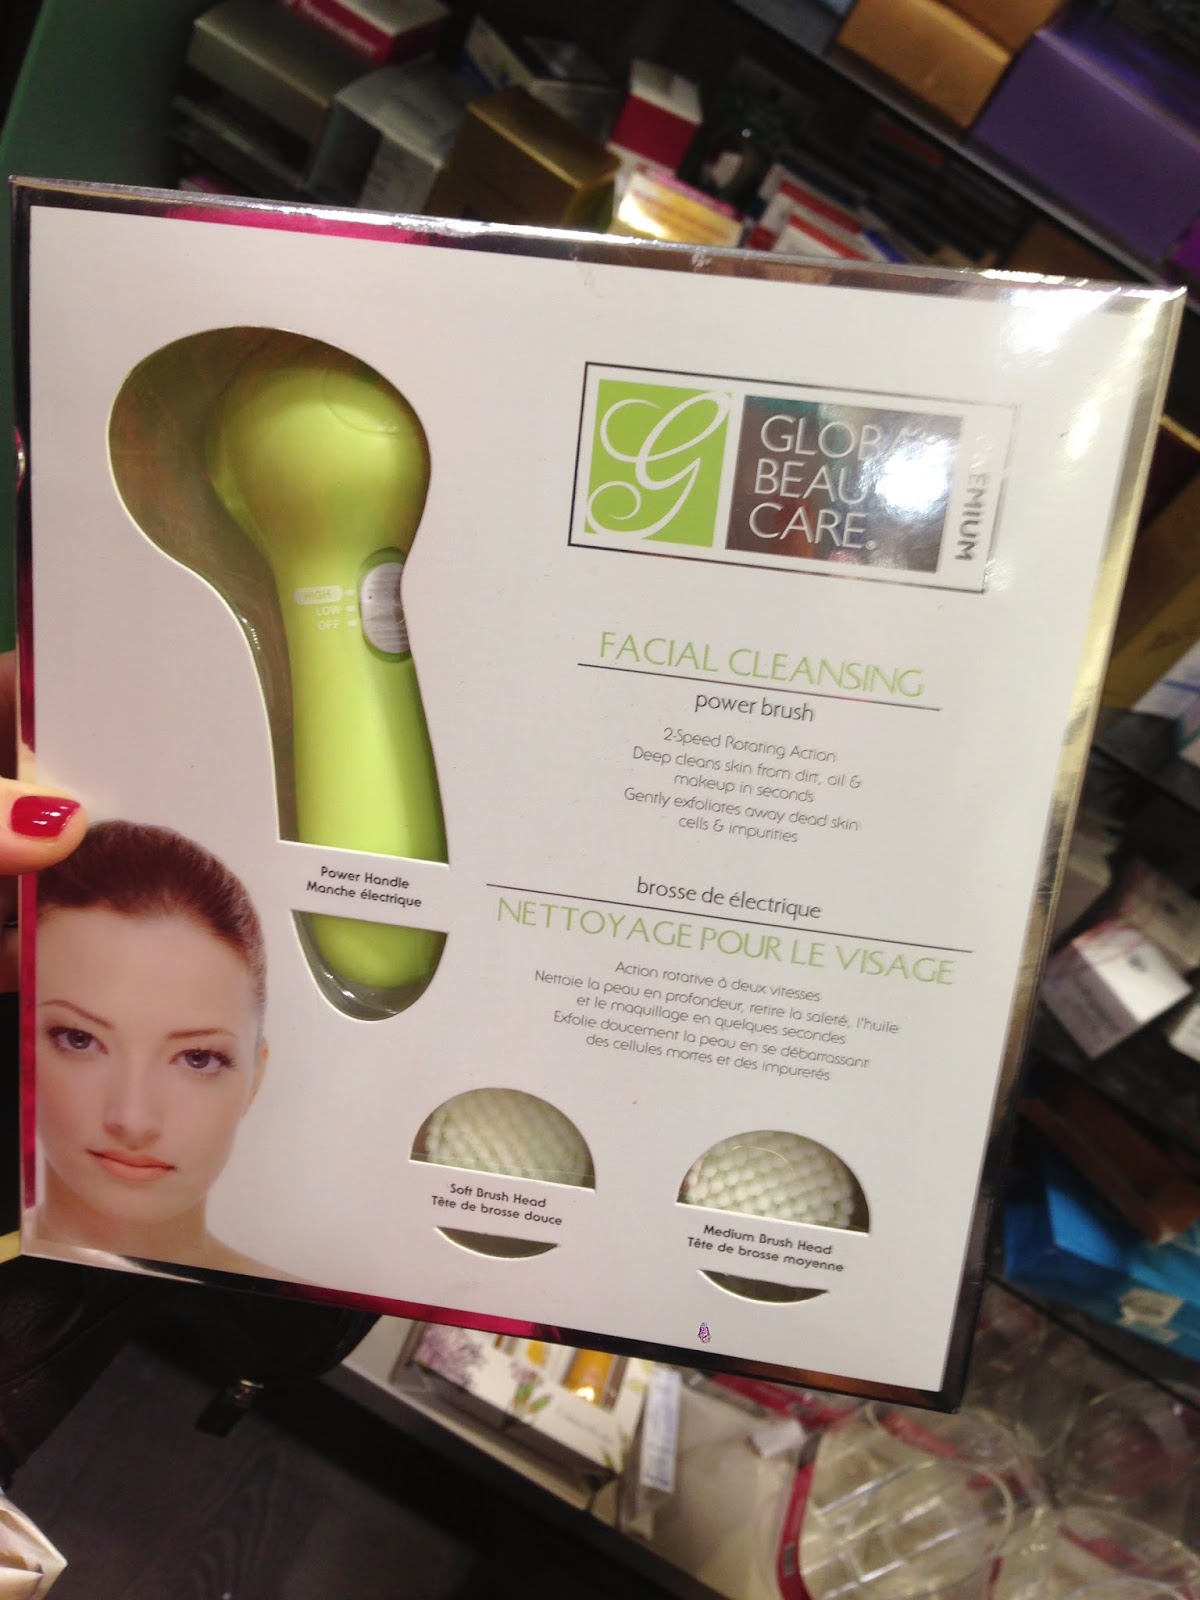 GLOBAL
BEAUTY
CARE®
HIGH
LOW
OFF
FACIAL CLEANSING
power brush
2-Speed Rotating Action
Deep cleans skin from dirt, oil &
makeup in seconds
Gently exfoliates away dead skin
cells & impurities
Power Handle
Manche électrique
brosse de électrique
NETTOYAGE POUR LE VISAGE
Action rotative à deux vitesses
Nettoie la peau en profondeur, retire la saleté, l'huile
et le maquillage en quelques secondes
Exfolie doucement la peau en se débarrassant
des cellules mortes et des impuretés
Soft Brush Head
Tête de brosse douce
Medium Brush Head
Tête de brosse moyenne